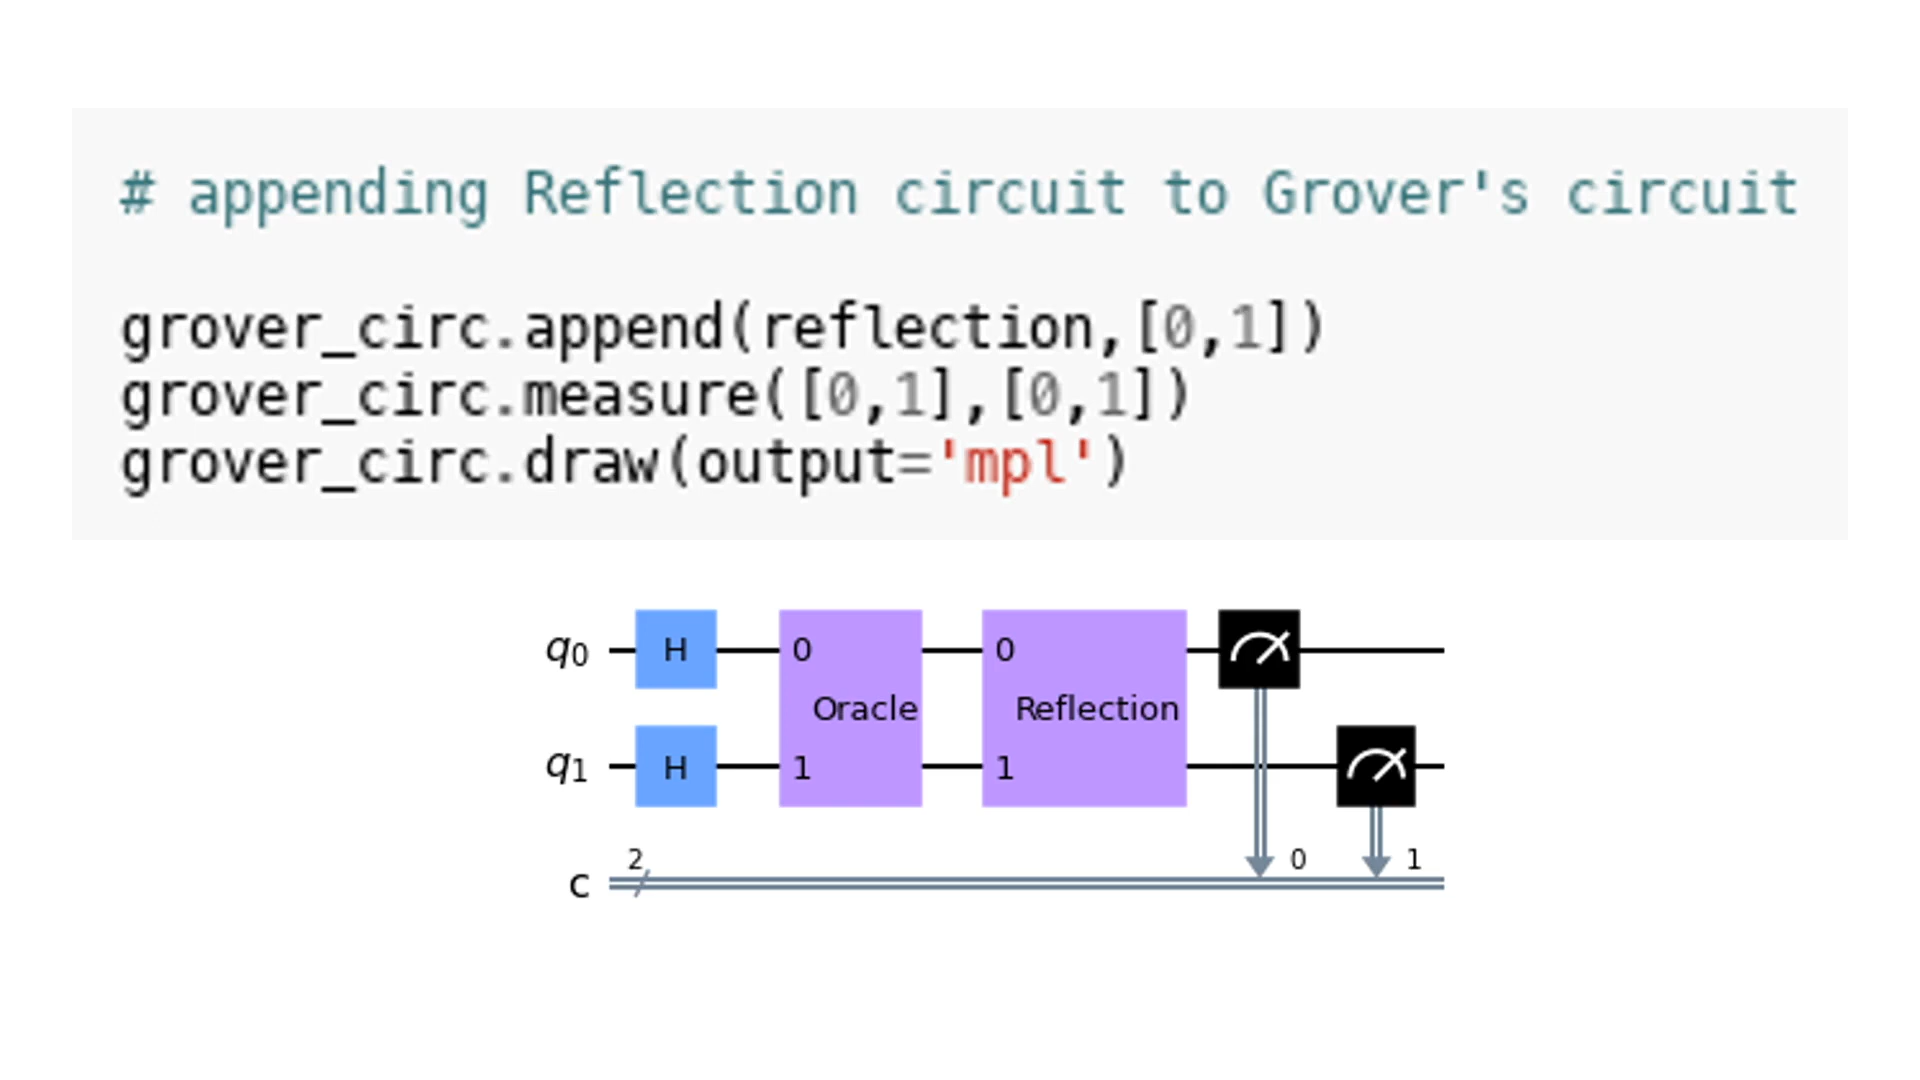 # appending Reflection circuit to Grover's circuit
grover_circ.append(reflection,[0,1])
grover_circ.measure([0,1],[0,1])
grover_circ.draw(output='mpl')
q0 H 0 0
Oracle Reflection
q1 H 1 1
2 0 1
c